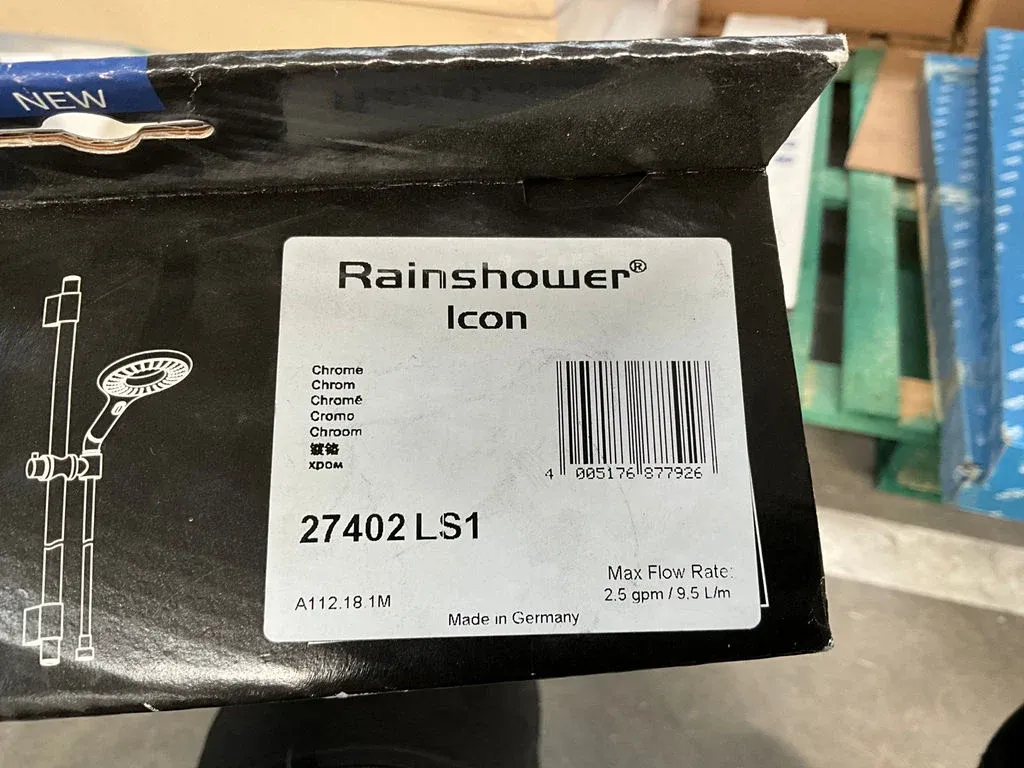 NEW
Rainshower®
Icon
Chrome
Chrom
Chromé
Cromo
Chroom
镀铬
хром
4 005176 877926
27402 LS1
Max Flow Rate:
2.5 gpm / 9.5 L/m
A112.18.1M
Made in Germany